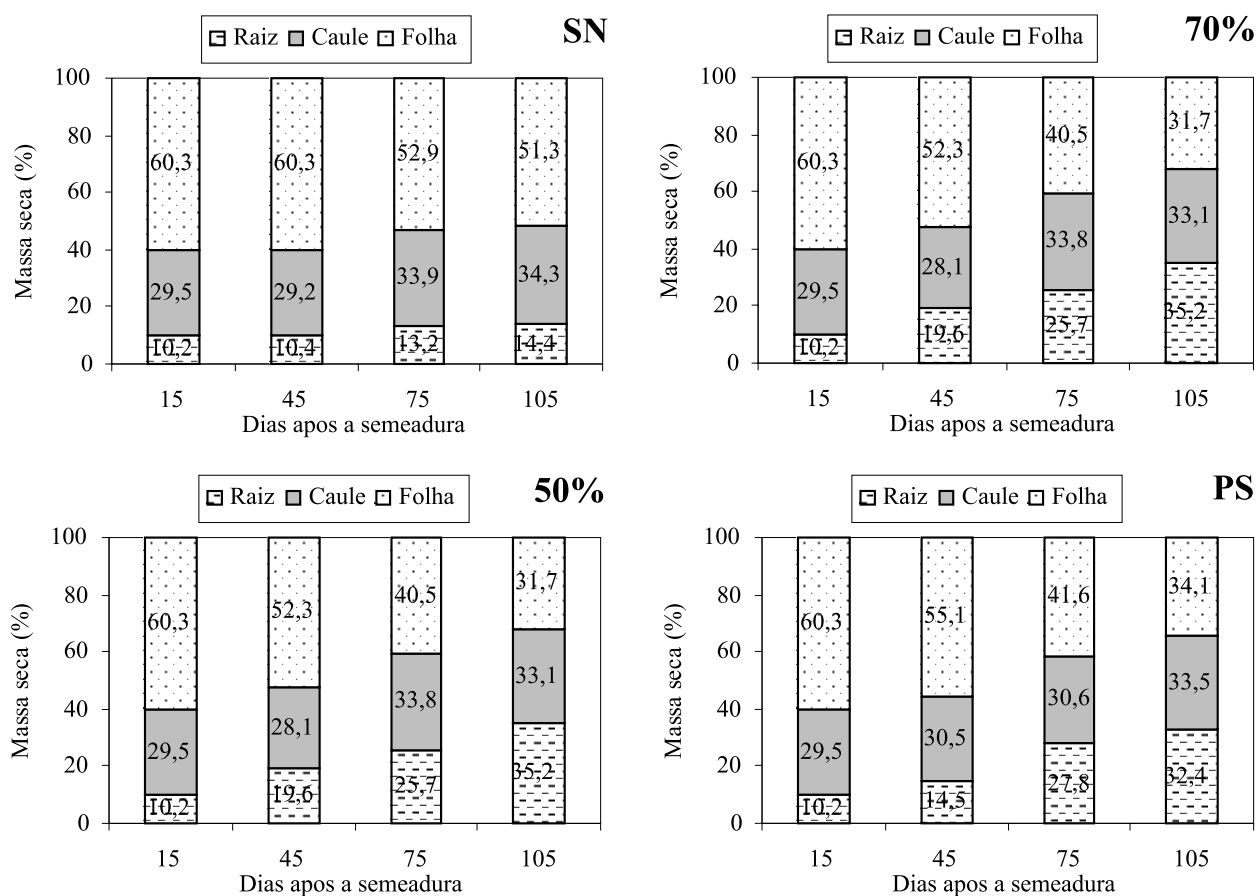 SN
Raiz Caule Folha
Massa seca (%)
100
80
60
40
20
0
60,3 60,3 52,9 51,3
29,5 29,2 33,9 34,3
10,2 10,4 13,2 14,4
15 45 75 105
Dias apos a semeadura
70%
Raiz Caule Folha
Massa seca (%)
100
80
60
40
20
0
60,3 52,3 40,5 31,7
29,5 28,1 33,8 33,1
10,2 19,6 25,7 35,2
15 45 75 105
Dias apos a semeadura
50%
Raiz Caule Folha
Massa seca (%)
100
80
60
40
20
0
60,3 52,3 40,5 31,7
29,5 28,1 33,8 33,1
10,2 19,6 25,7 35,2
15 45 75 105
Dias apos a semeadura
PS
Raiz Caule Folha
Massa seca (%)
100
80
60
40
20
0
60,3 55,1 41,6 34,1
29,5 30,5 30,6 33,5
10,2 14,5 27,8 32,4
15 45 75 105
Dias apos a semeadura